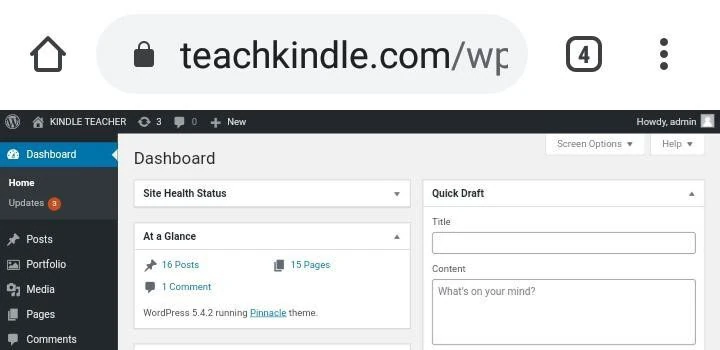 teachkindle.com/wp
4
KINDLE TEACHER 3 0 + New Howdy, admin
Dashboard
Home
Updates 3
Posts
Portfolio
Media
Pages
Comments
Screen Options ▼ Help ▼
Dashboard
Site Health Status
At a Glance
16 Posts 15 Pages
1 Comment
WordPress 5.4.2 running Pinnacle theme.
Quick Draft
Title
Content
What's on your mind?